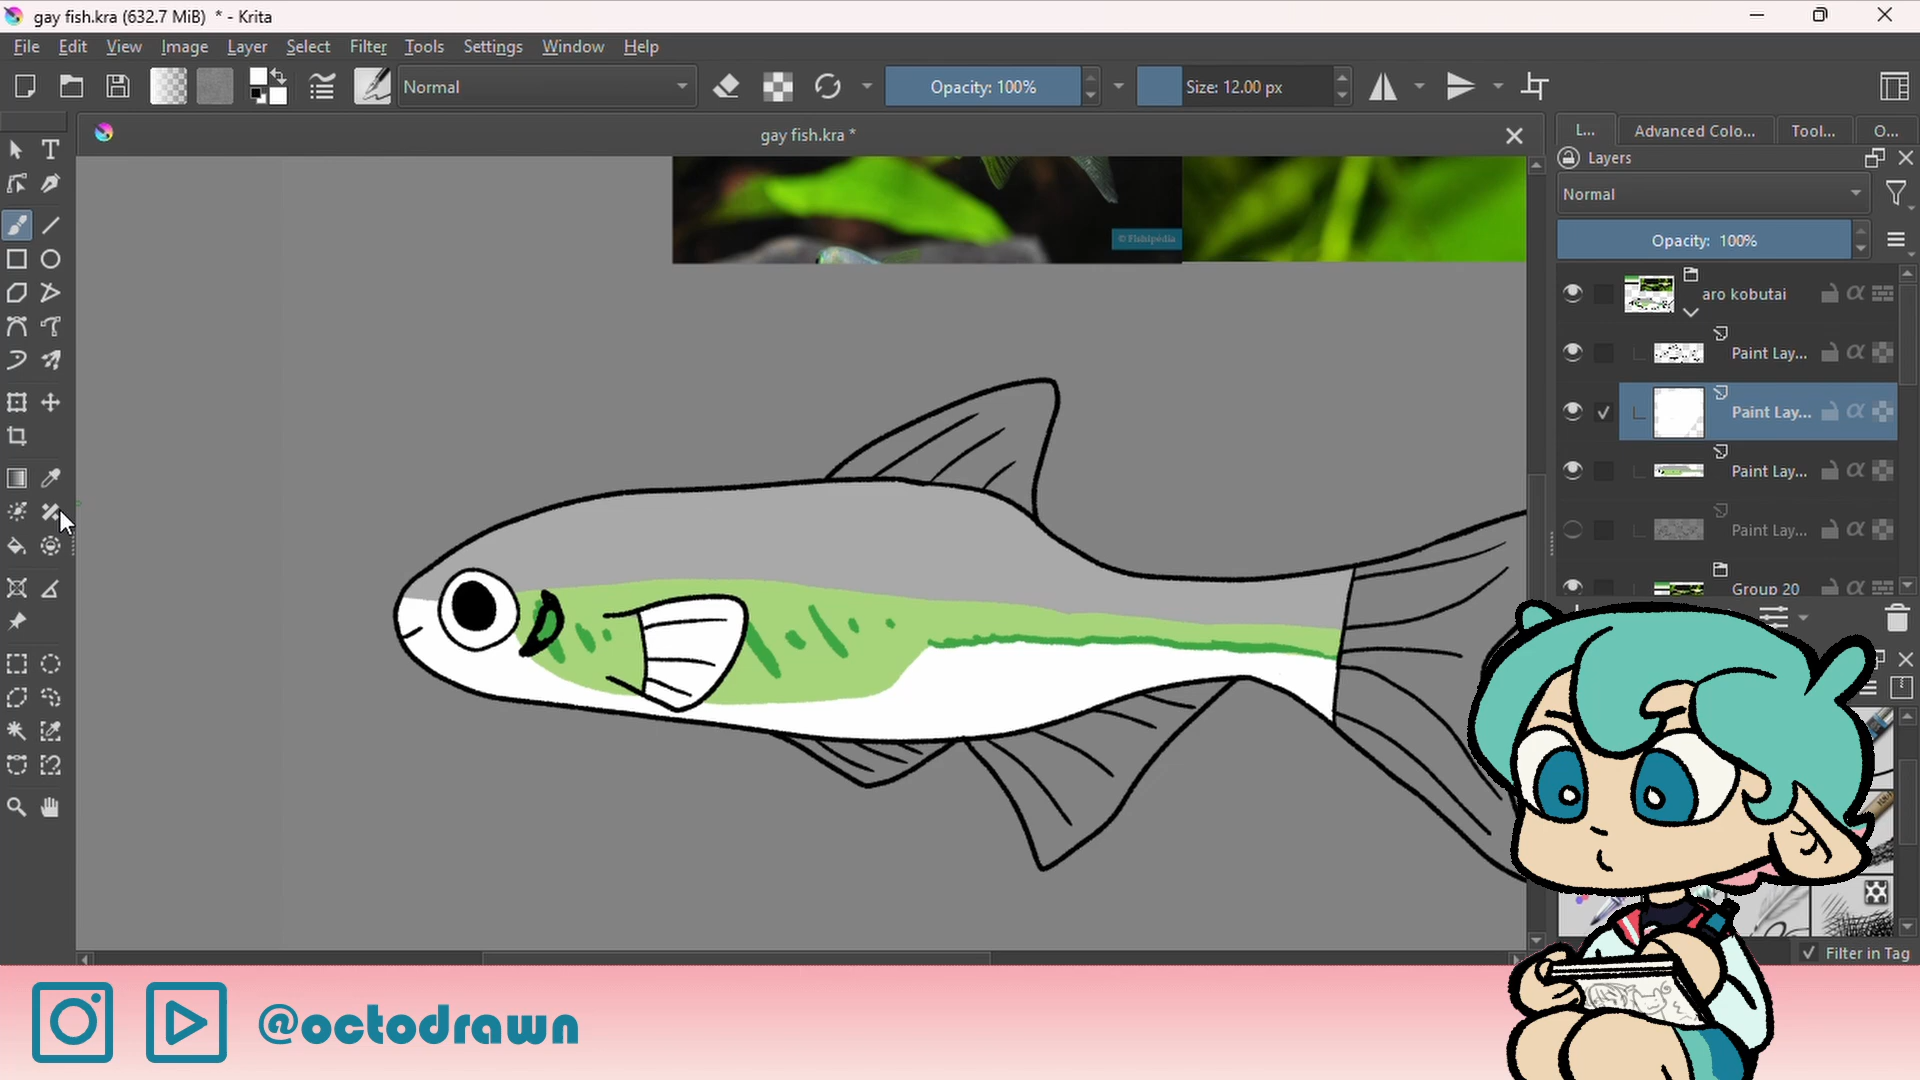 gay fish.kra (632.7 MiB) * - Krita
File Edit View Image Layer Select Filter Tools Settings Window Help
Normal
Opacity: 100%
Size: 12.00 px
gay fish.kra *
L...
Advanced Colo...
Tool...
O...
Layers
Normal
Opacity: 100%
© Fishipédia
aro kobutai
Paint Lay...
Paint Lay...
Paint Lay...
Paint Lay...
Group 20
Filter in Tag
@octodrawn